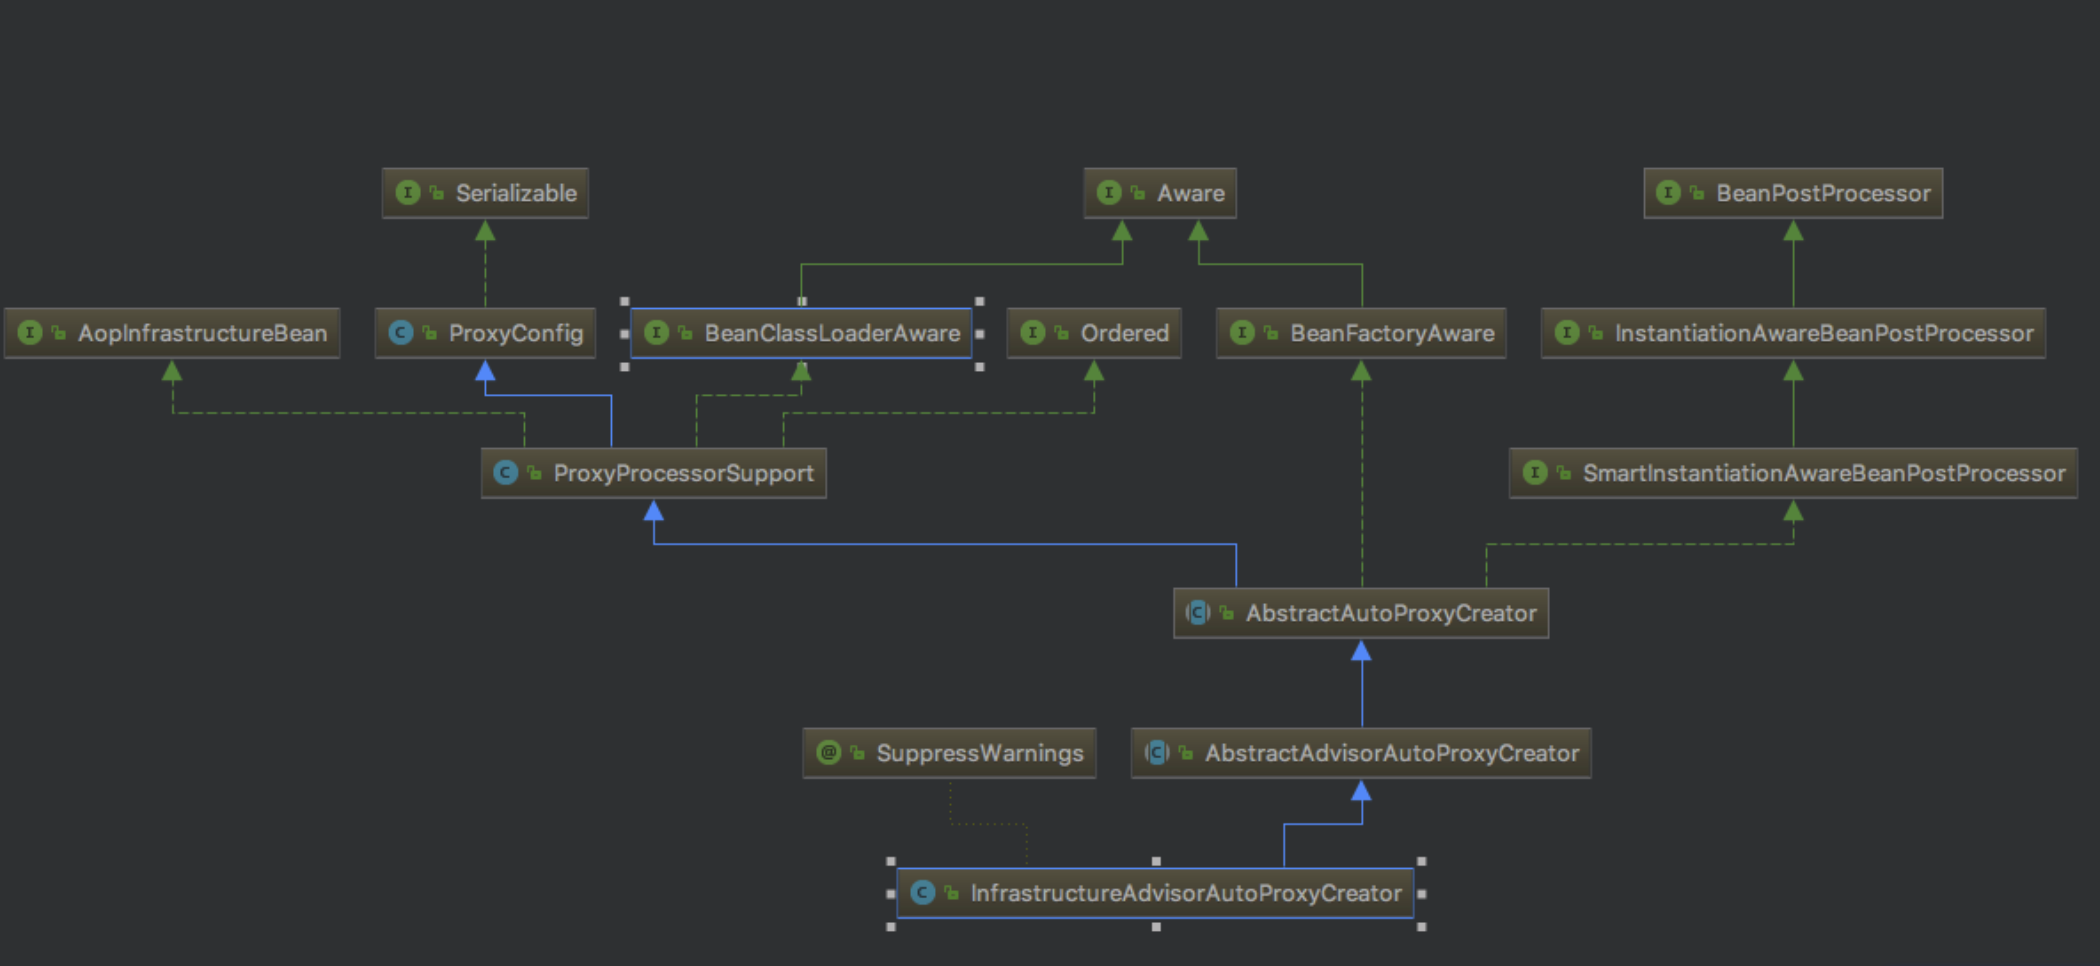 Serializable
Aware
BeanPostProcessor
AopInfrastructureBean
ProxyConfig
BeanClassLoaderAware
Ordered
BeanFactoryAware
InstantiationAwareBeanPostProcessor
ProxyProcessorSupport
SmartInstantiationAwareBeanPostProcessor
AbstractAutoProxyCreator
SuppressWarnings
AbstractAdvisorAutoProxyCreator
InfrastructureAdvisorAutoProxyCreator